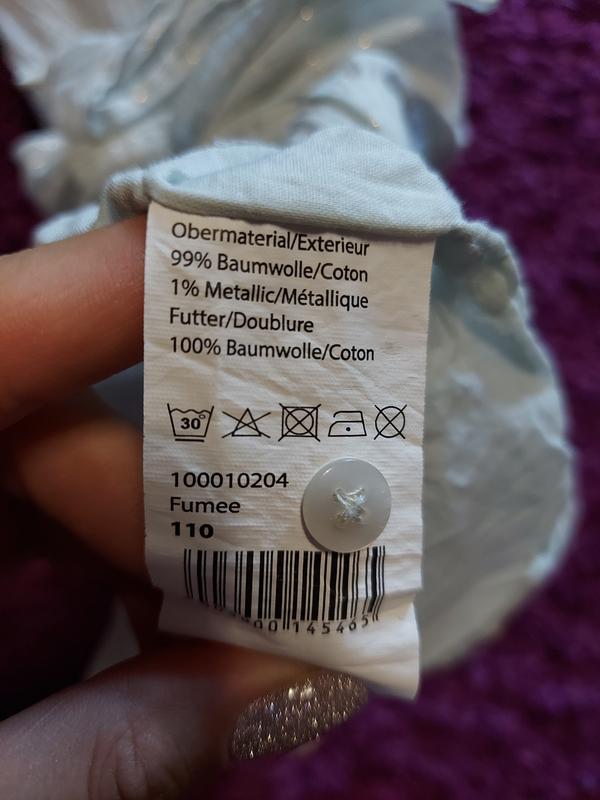 Obermaterial/Exterieur
99% Baumwolle/Coton
1% Metallic/Métallique
Futter/Doublure
100% Baumwolle/Coton
30°
100010204
Fumee
110